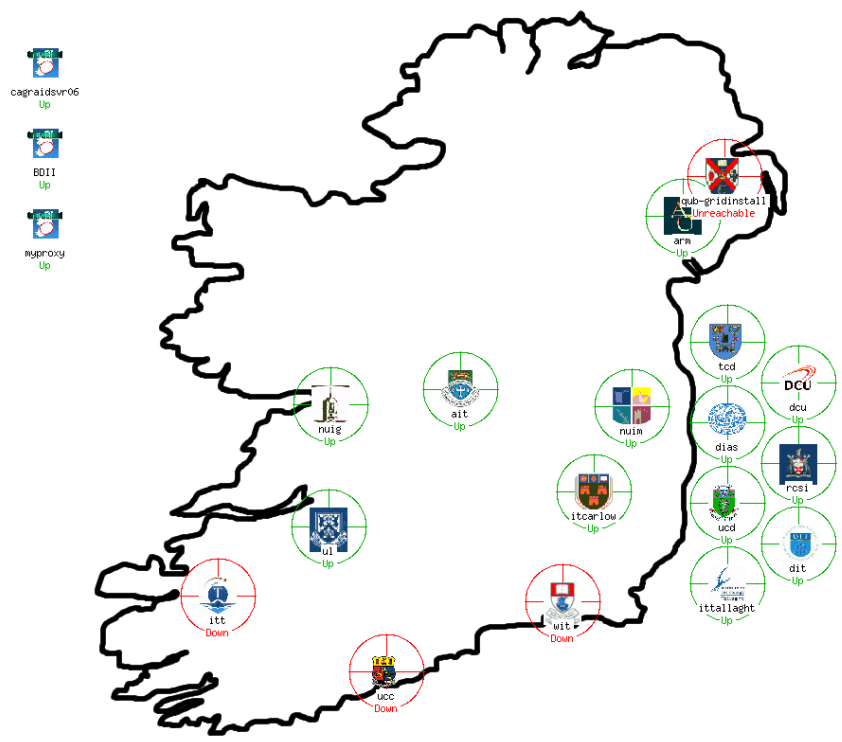 cagraidsvr06
Up
BDII
Up
myproxy
Up
qub-gridinstall
Unreachable
arm
Up
tcd
Up
DCU
dcu
Up
nuig
Up
ait
Up
nuim
Up
dias
Up
rcsi
Up
itcarlow
Up
ucd
Up
ul
Up
DIT
dit
Up
itt
Down
wit
Down
ittallaght
Up
ucc
Down